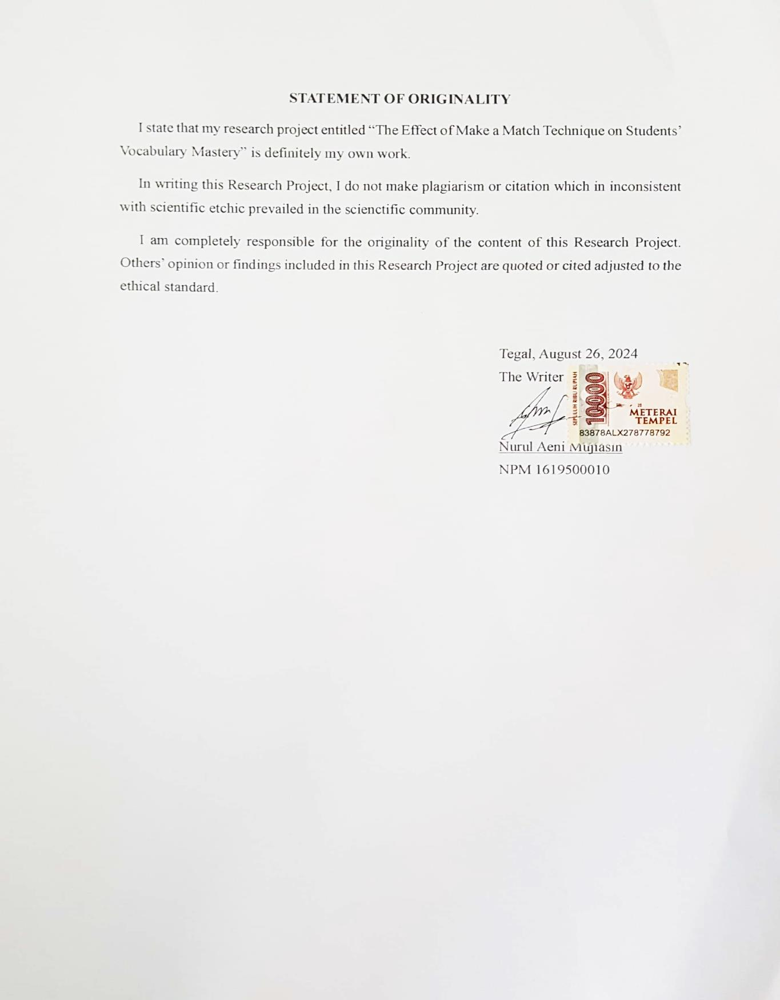 STATEMENT OF ORIGINALITY
I state that my research project entitled “The Effect of Make a Match Technique on Students’
Vocabulary Mastery” is definitely my own work.
In writing this Research Project, I do not make plagiarism or citation which in inconsistent
with scientific etchic prevailed in the scienctific community.
I am completely responsible for the originality of the content of this Research Project.
Others’ opinion or findings included in this Research Project are quoted or cited adjusted to the
ethical standard.
Tegal, August 26, 2024
The Writer
SEPULUH RIBU RUPIAH
10000
20
METERAI
TEMPEL
83878ALX278778792
Nurul Aeni Mujiasin
NPM 1619500010